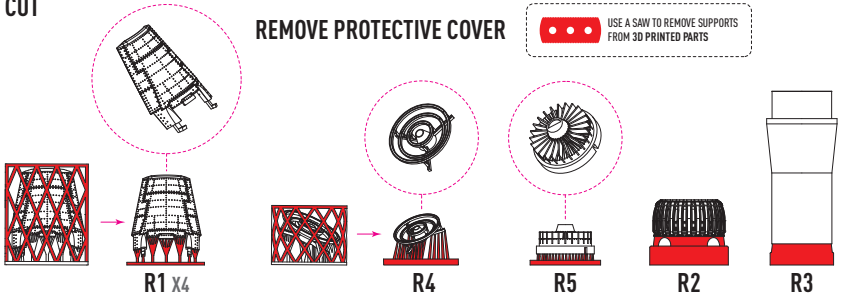 CUT
REMOVE PROTECTIVE COVER
USE A SAW TO REMOVE SUPPORTS
FROM 3D PRINTED PARTS
R1 X4
R4
R5
R2
R3